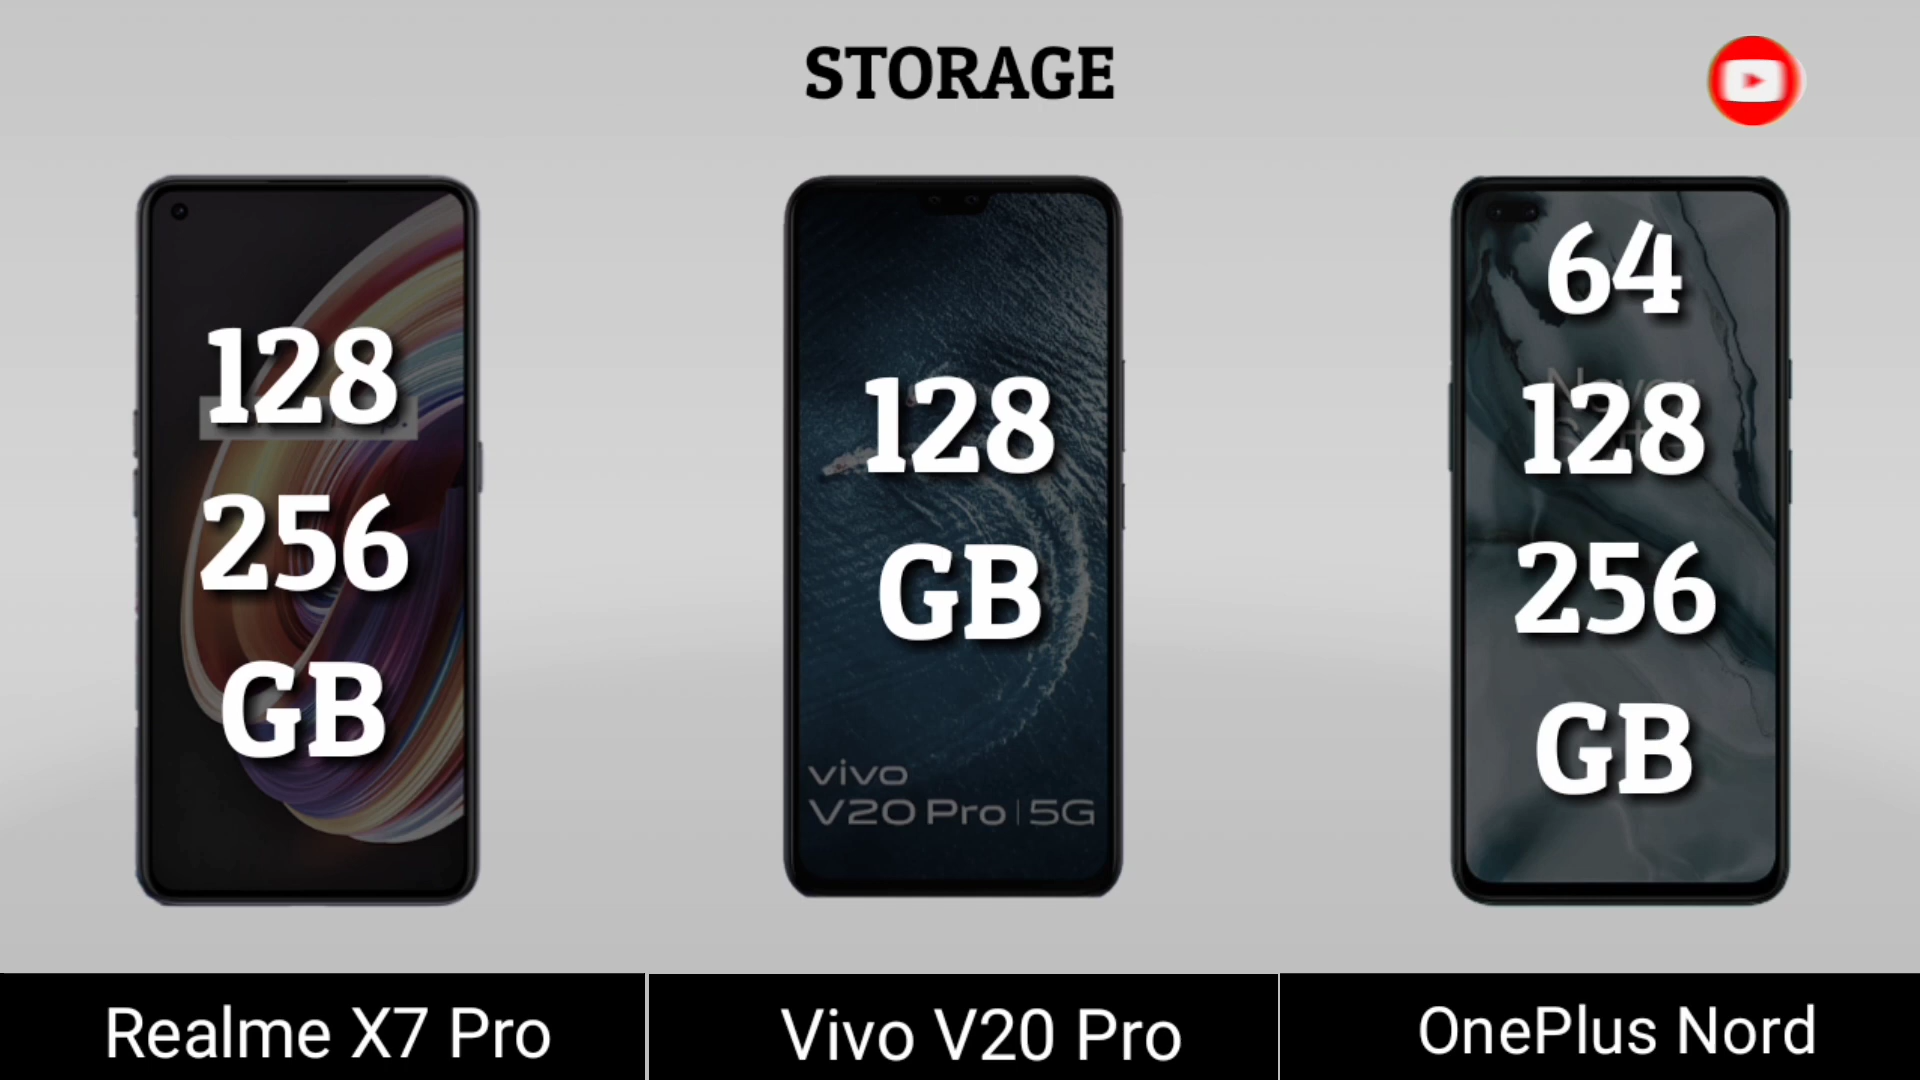 STORAGE
128
256
GB
128
GB
vivo
V20 Pro | 5G
64
128
256
GB
Realme X7 Pro
Vivo V20 Pro
OnePlus Nord